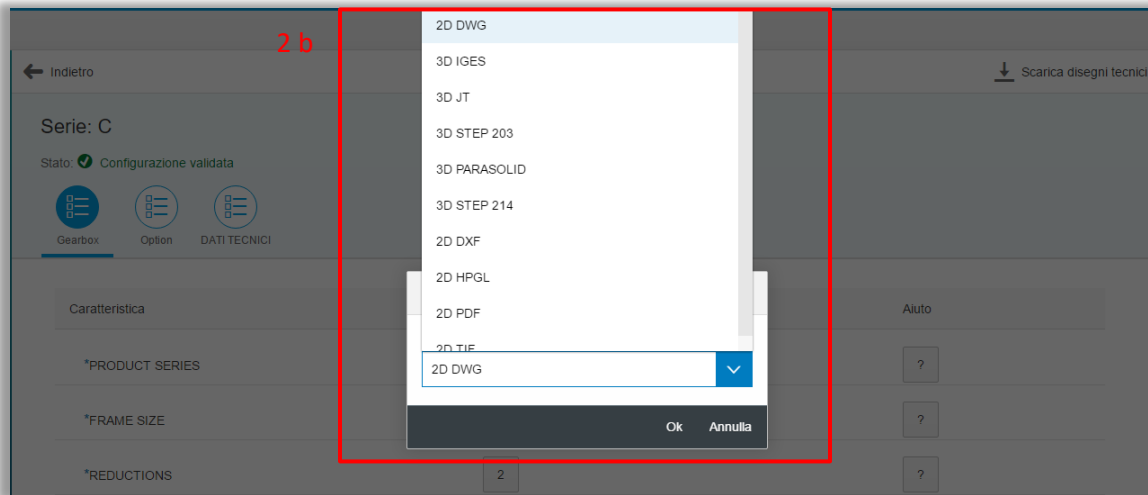 2D DWG
2 b
3D IGES
Indietro
Scarica disegni tecnici
3D JT
Serie: C
3D STEP 203
Stato: Configurazione validata
3D PARASOLID
3D STEP 214
Gearbox
Option
DATI TECNICI
2D DXF
2D HPGL
Caratteristica
2D PDF
Aiuto
2D TIF
*PRODUCT SERIES
2D DWG
?
*FRAME SIZE
Ok
Annulla
?
*REDUCTIONS
2
?